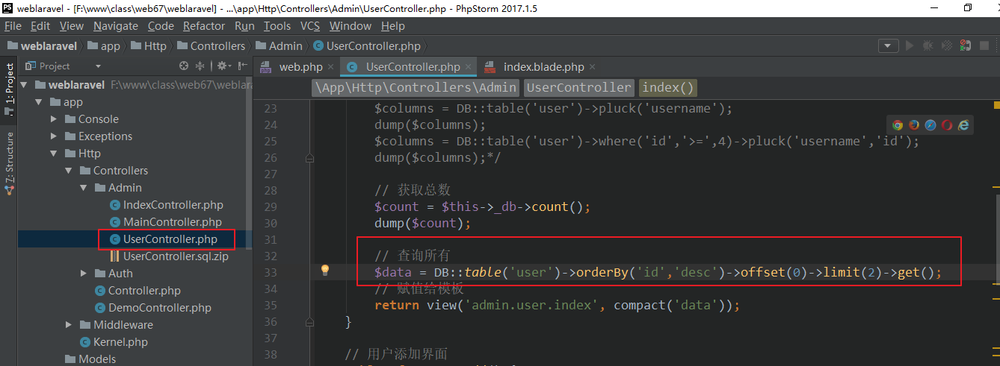 weblaravel - [F:\www\class\web67\weblaravel] - ...\app\Http\Controllers\Admin\UserController.php - PhpStorm 2017.1.5
File Edit View Navigate Code Refactor Run Tools VCS Window Help
weblaravel app Http Controllers Admin UserController.php
Project
web.php UserController.php index.blade.php
1: Project
7: Structure
weblaravel F:\www\class\web67\weblara
app
Console
Exceptions
Http
Controllers
Admin
IndexController.php
MainController.php
UserController.php
UserController.sql.zip
Auth
Controller.php
DemoController.php
Middleware
Kernel.php
Models
\App\Http\Controllers\Admin UserController index()
23 $columns = DB::table('user')->pluck('username');
24 dump($columns);
25 $columns = DB::table('user')->where('id','>=',4)->pluck('username','id');
26 dump($columns);*/
27
28 // 获取总数
29 $count = $this->_db->count();
30 dump($count);
31
32 // 查询所有
33 $data = DB::table('user')->orderBy('id','desc')->offset(0)->limit(2)->get();
34 // 赋值给模板
35 return view('admin.user.index', compact('data'));
36 }
37
38 // 用户添加界面